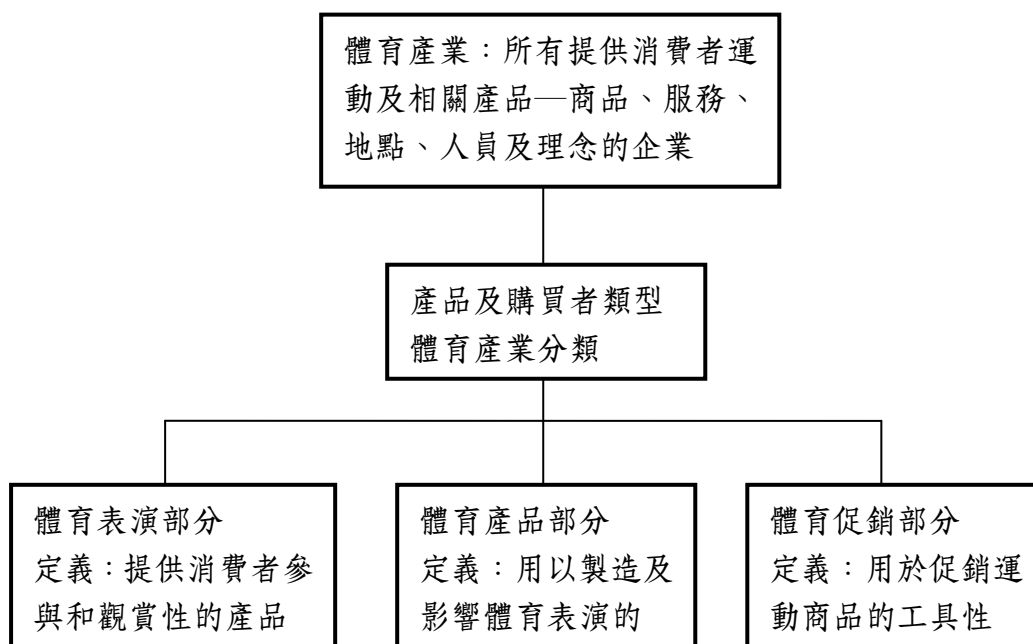 體育產業：所有提供消費者運
動及相關產品—商品、服務、
地點、人員及理念的企業
產品及購買者類型
體育產業分類
體育表演部分
定義：提供消費者參
與和觀賞性的產品
體育產品部分
定義：用以製造及
影響體育表演的
體育促銷部分
定義：用於促銷運
動商品的工具性